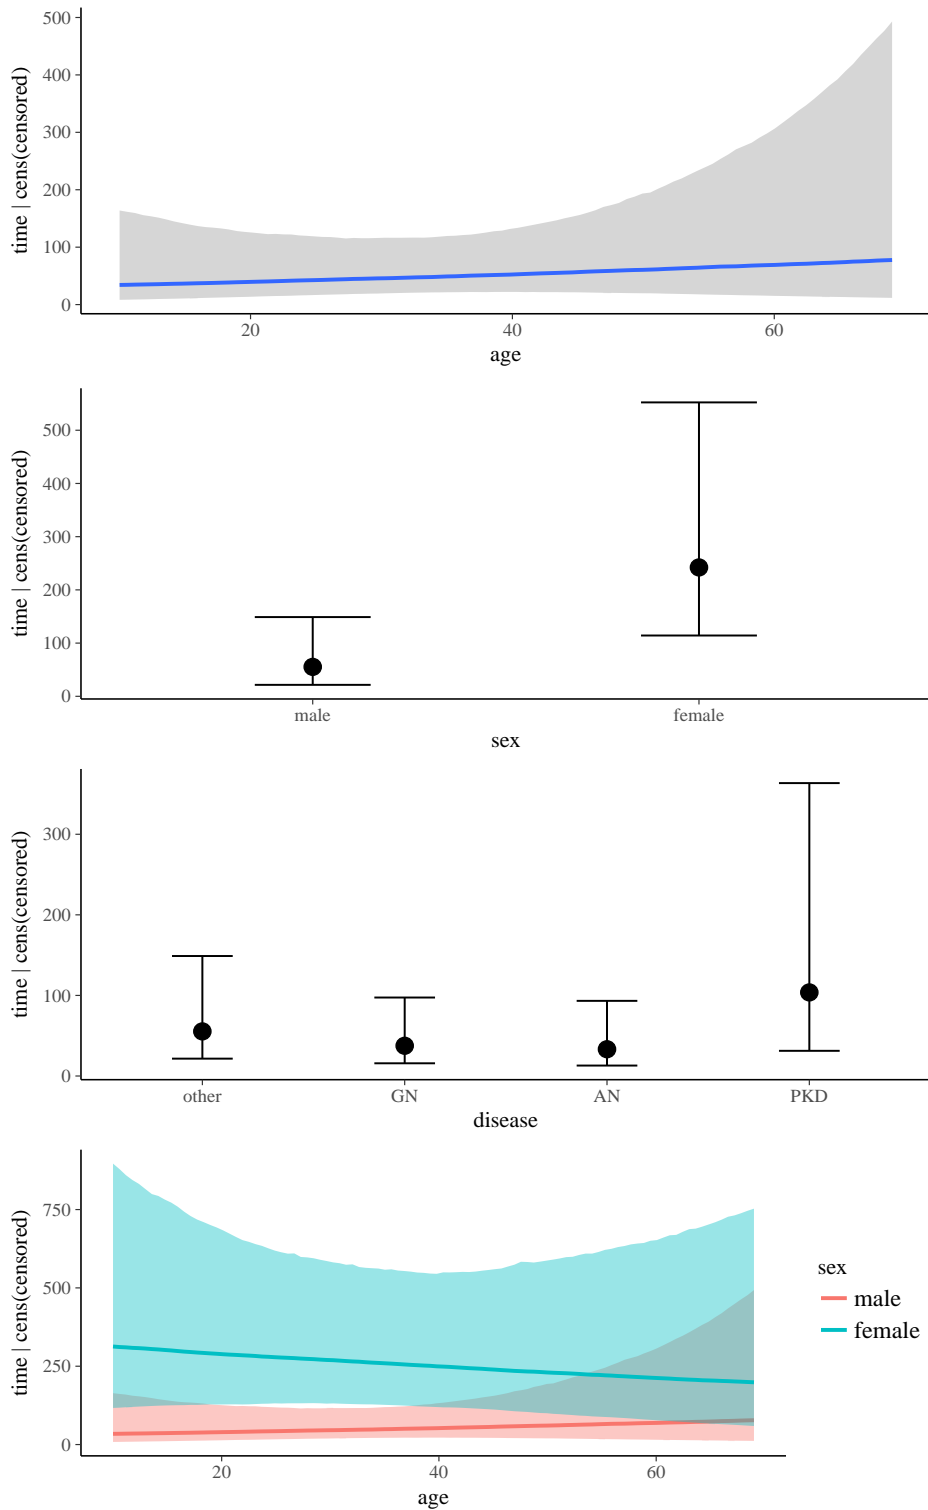 500
400
300
200
100
0
time | cens(censored)
20 40 60
age
500
400
300
200
100
0
time | cens(censored)
male female
sex
300
200
100
0
time | cens(censored)
other GN AN PKD
disease
750
500
250
0
time | cens(censored)
20 40 60
age
sex
male
female